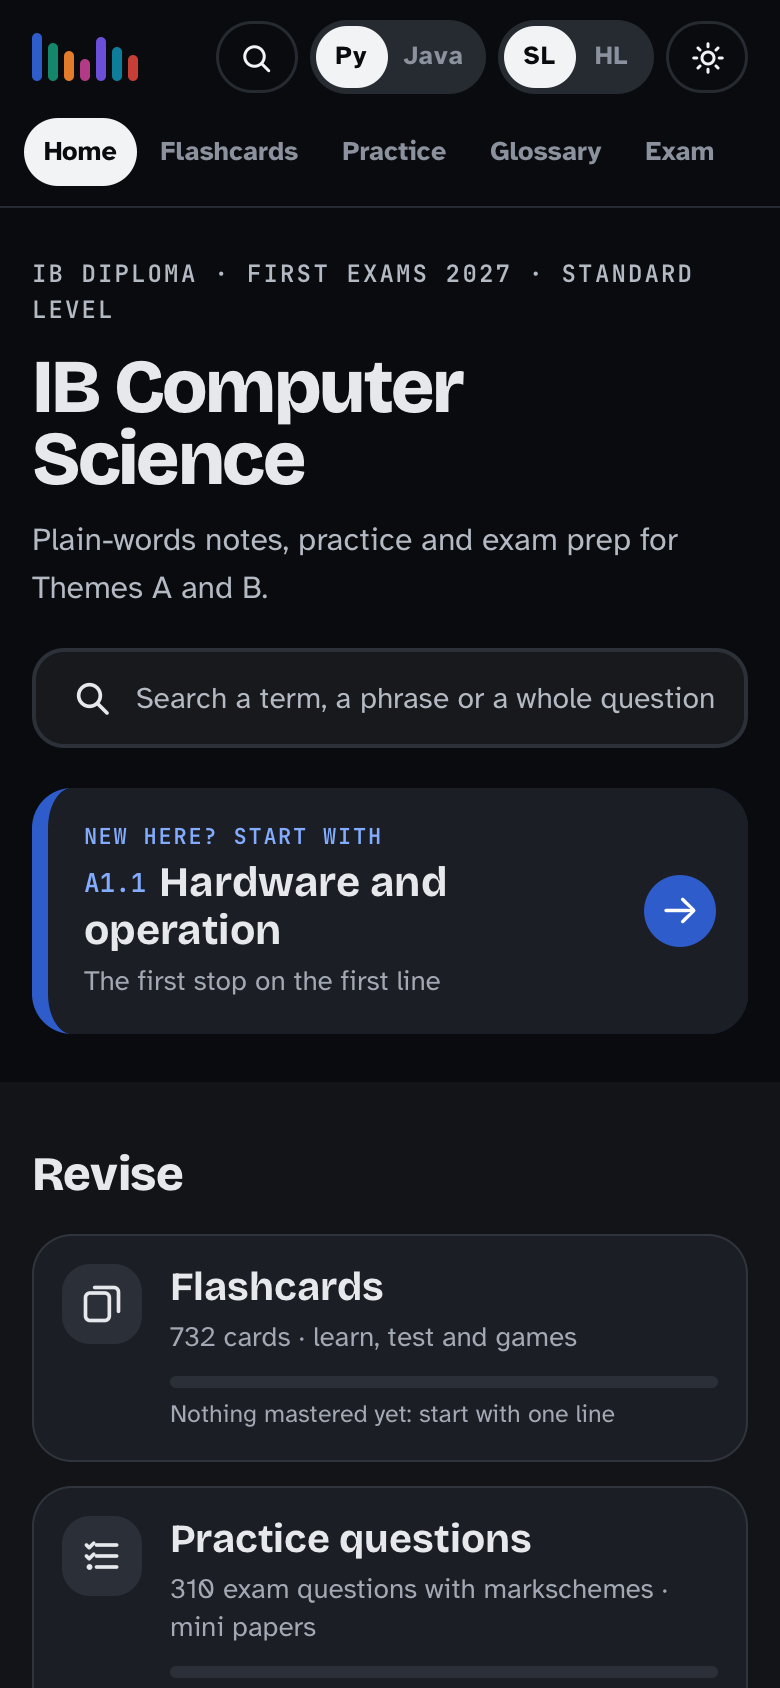 Py Java SL HL
Home Flashcards Practice Glossary Exam
IB DIPLOMA · FIRST EXAMS 2027 · STANDARD
LEVEL
IB Computer
Science
Plain-words notes, practice and exam prep for
Themes A and B.
Search a term, a phrase or a whole question
NEW HERE? START WITH
A1.1 Hardware and
operation
The first stop on the first line
Revise
Flashcards
732 cards · learn, test and games
Nothing mastered yet: start with one line
Practice questions
310 exam questions with markschemes ·
mini papers